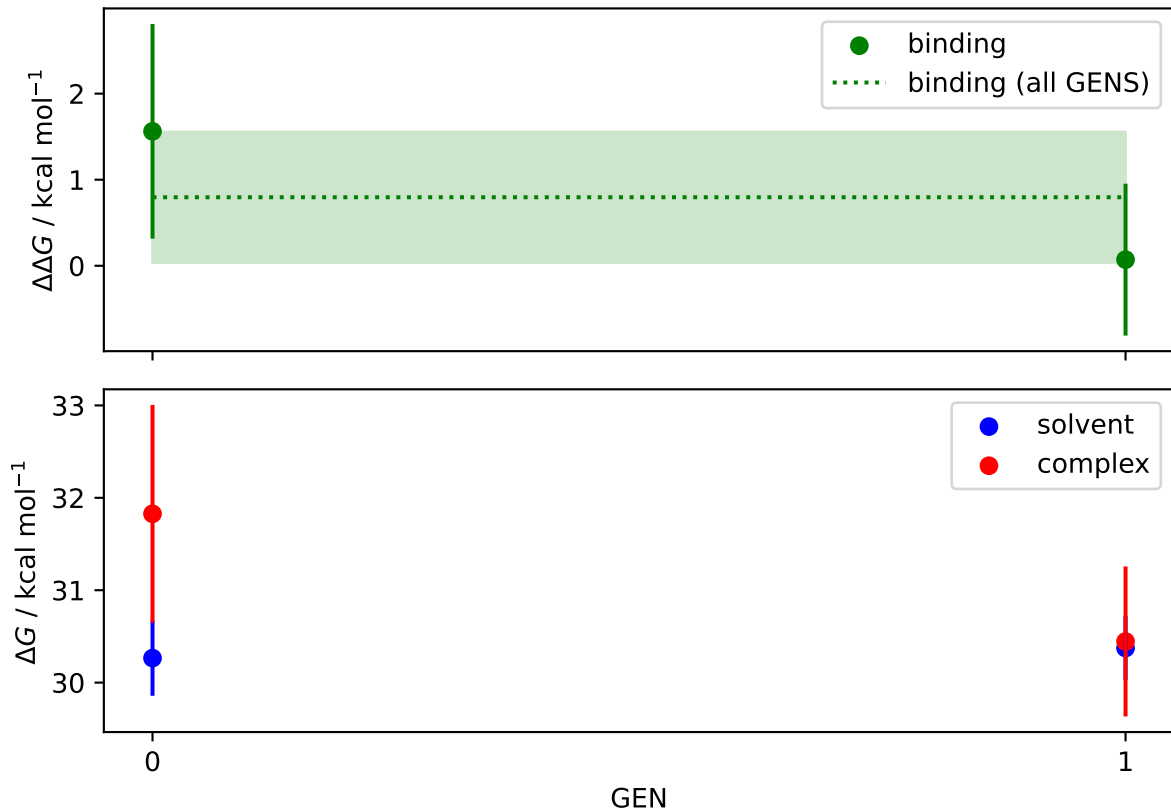 binding
binding (all GENS)
2
1
0
ΔΔG / kcal mol⁻¹
solvent
complex
33
32
31
30
ΔG / kcal mol⁻¹
0
1
GEN